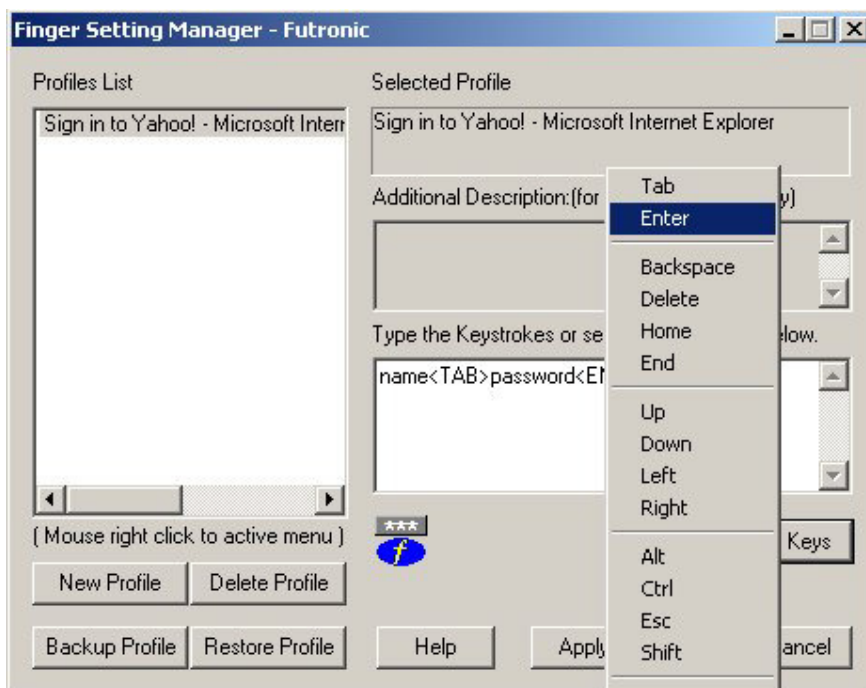 Finger Setting Manager - Futronic
Profiles List
Sign in to Yahoo! - Microsoft Intern
( Mouse right click to active menu )
New Profile
Delete Profile
Backup Profile
Restore Profile
Selected Profile
Sign in to Yahoo! - Microsoft Internet Explorer
Additional Description:(for
y)
Type the Keystrokes or se
elow.
name<TAB>password<EN
***
f
Keys
Help
Apply
ancel
Tab
Enter
Backspace
Delete
Home
End
Up
Down
Left
Right
Alt
Ctrl
Esc
Shift